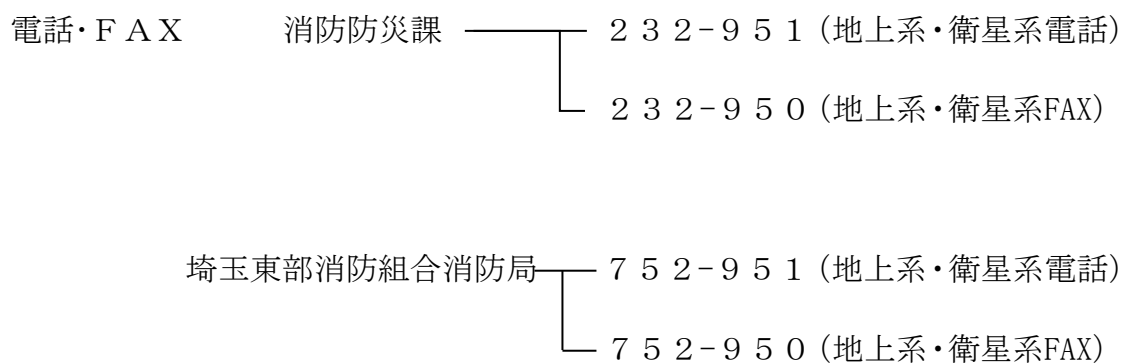 電話・ＦＡＸ　消防防災課　２３２-９５１（地上系・衛星系電話）
２３２-９５０（地上系・衛星系FAX）
埼玉東部消防組合消防局　７５２-９５１（地上系・衛星系電話）
７５２-９５０（地上系・衛星系FAX）